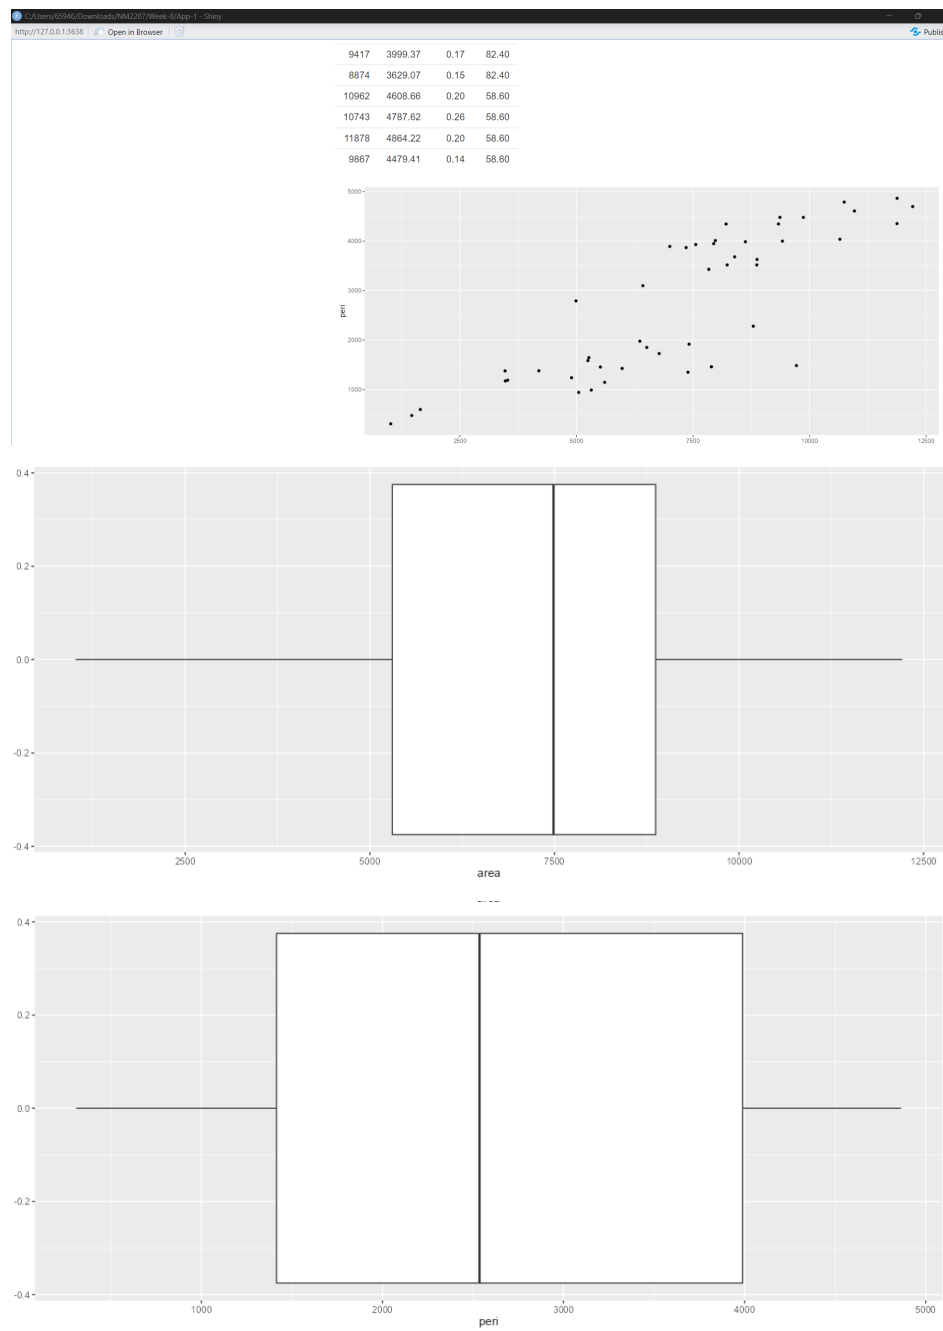 C:/Users/65946/Downloads/NM2207/Week-8/App-1 - Shiny
http://127.0.0.1:3638 Open in Browser Publis
9417 3999.37 0.17 82.40
8874 3629.07 0.15 82.40
10962 4608.66 0.20 58.60
10743 4787.62 0.26 58.60
11878 4864.22 0.20 58.60
9867 4479.41 0.14 58.60
5000
4000
3000
peri
2000
1000
2500 5000 7500 10000 12500
0.4
0.2
0.0
-0.2
-0.4
2500 5000 7500 10000 12500
area
0.4
0.2
0.0
-0.2
-0.4
1000 2000 3000 4000 5000
peri